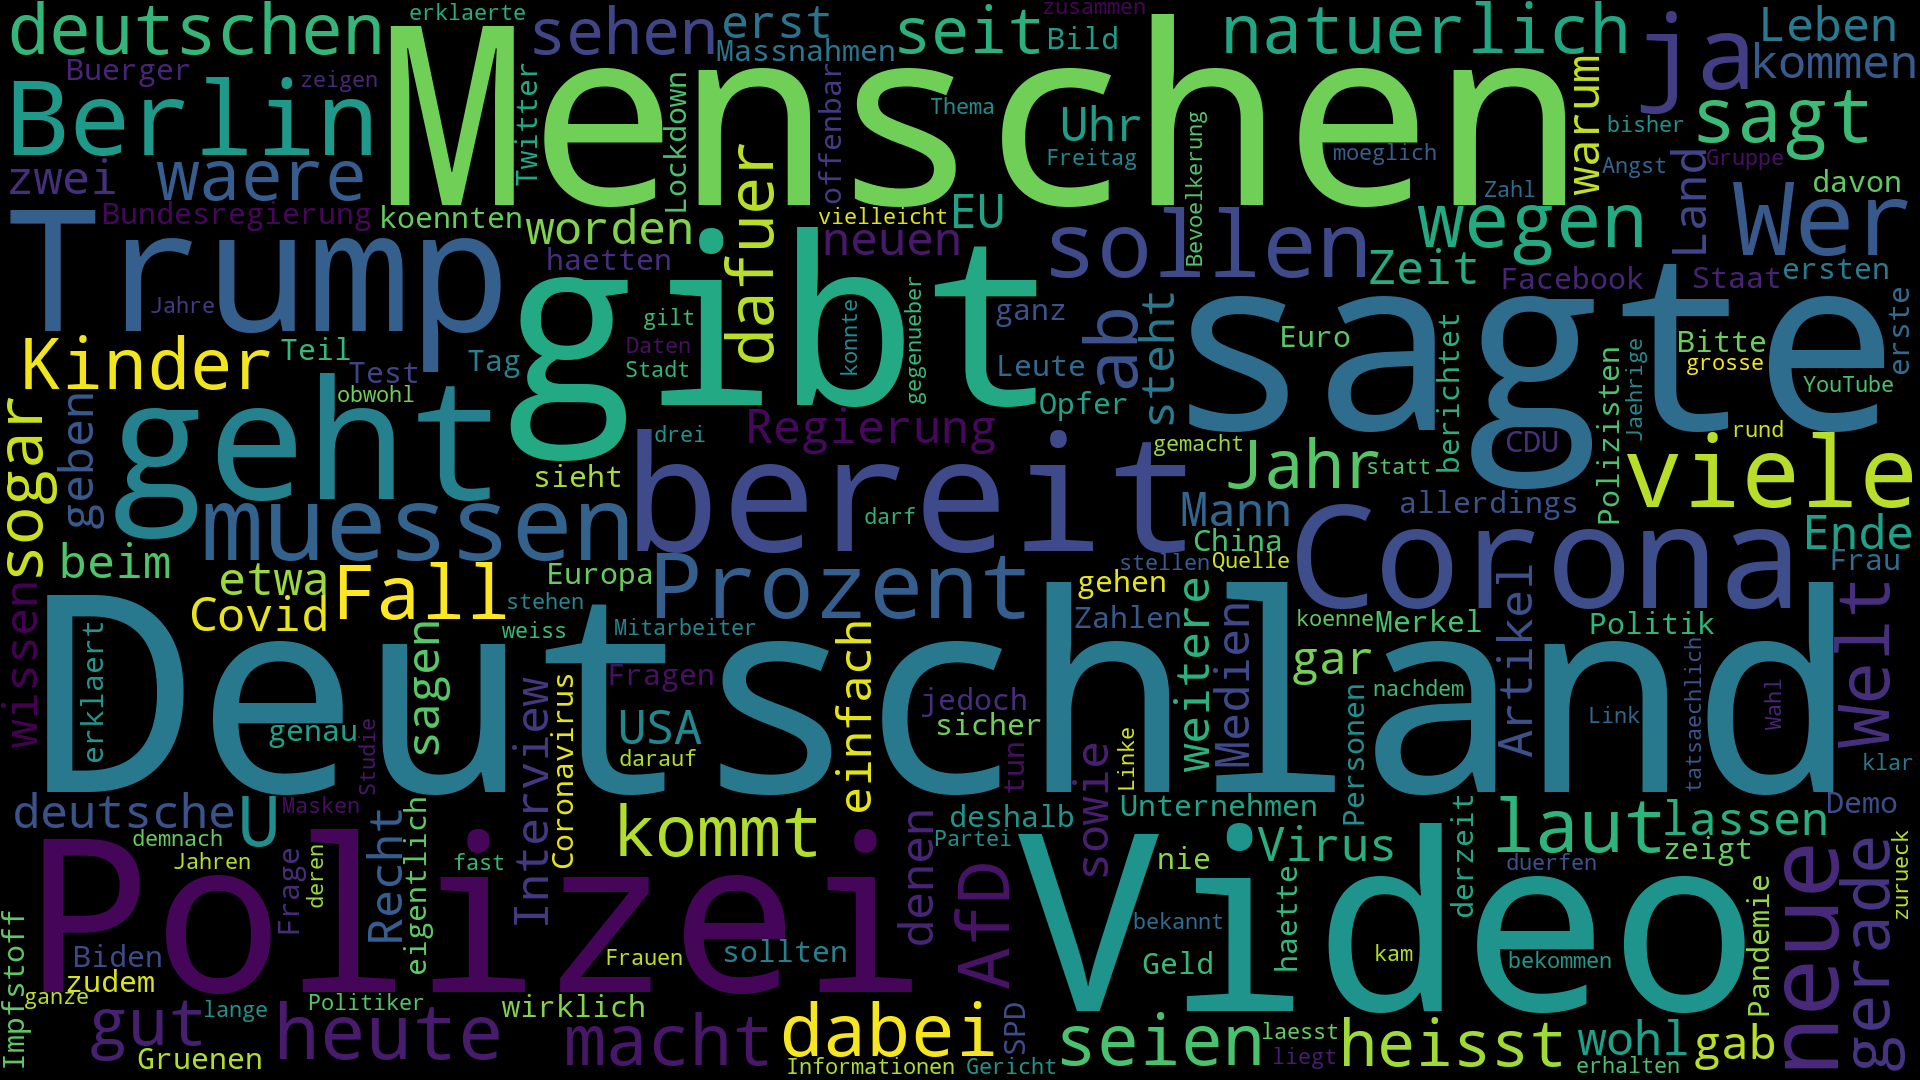 deutschen
erklaerte
Menschen
sehen
erst
Massnahmen
seit
Bild
zusammen
natuerlich
ja
Leben
kommen
Buerger
zeigen
Berlin
Twitter
Lockdown
offenbar
Thema
Uhr
Freitag
moeglich
warum
bisher
sagt
zwei
waere
dafuer
Bevoelkerung
Zahl
Angst
Gruppe
Land
davon
Bundesregierung
koennten
worden
vielleicht
EU
neuen
sollen
wegen
Wer
Trump
Jahre
haetten
gibt
Zeit
Facebook
Staat
ersten
gilt
Daten
Stadt
konnte
gegenueber
ganz
Leute
ab
steht
sagte
Euro
Bitte
grosse
erste
YouTube
Kinder
Teil
Test
Tag
obwohl
Opfer
berichtet
Polizisten
Jaehrige
sogar
geben
geht
sieht
drei
Regierung
bereit
gemacht
Jahr
statt
CDU
rund
viele
muessen
darf
Mann
China
allerdings
Corona
Ende
Frau
beim
etwa
Covid
Fall
Europa
Prozent
stehen
stellen
Quelle
gehen
weitere
wissen
Deutschland
erklaert
weiss
Mitarbeiter
Zahlen
koenne
Merkel
Artikel
Politik
Welt
genau
Studie
sagen
Interview
Coronavirus
Fragen
USA
darauf
einfach
jedoch
sicher
tun
Linke
Medien
gar
Personen
nachdem
Link
tatsaechlich
Wahl
klar
deutsche
U
Masken
demnach
Jahren
Frage
deren
Recht
eigentlich
fast
kommt
denen
deshalb
Partei
AfD
sowie
Unternehmen
nie
Virus
derzeit
laut
duerfen
lassen
zeigt
Demo
neue
gerade
zurueck
Polizei
Video
Impfstoff
Biden
zudem
ganze
Frauen
sollten
bekannt
Geld
haette
kam
bekommen
Pandemie
gut
lange
Gruenen
heute
Politiker
wirklich
macht
dabei
Informationen
SPD
Gericht
seien
laesst
liegt
heisst
wohl
erhalten
gab